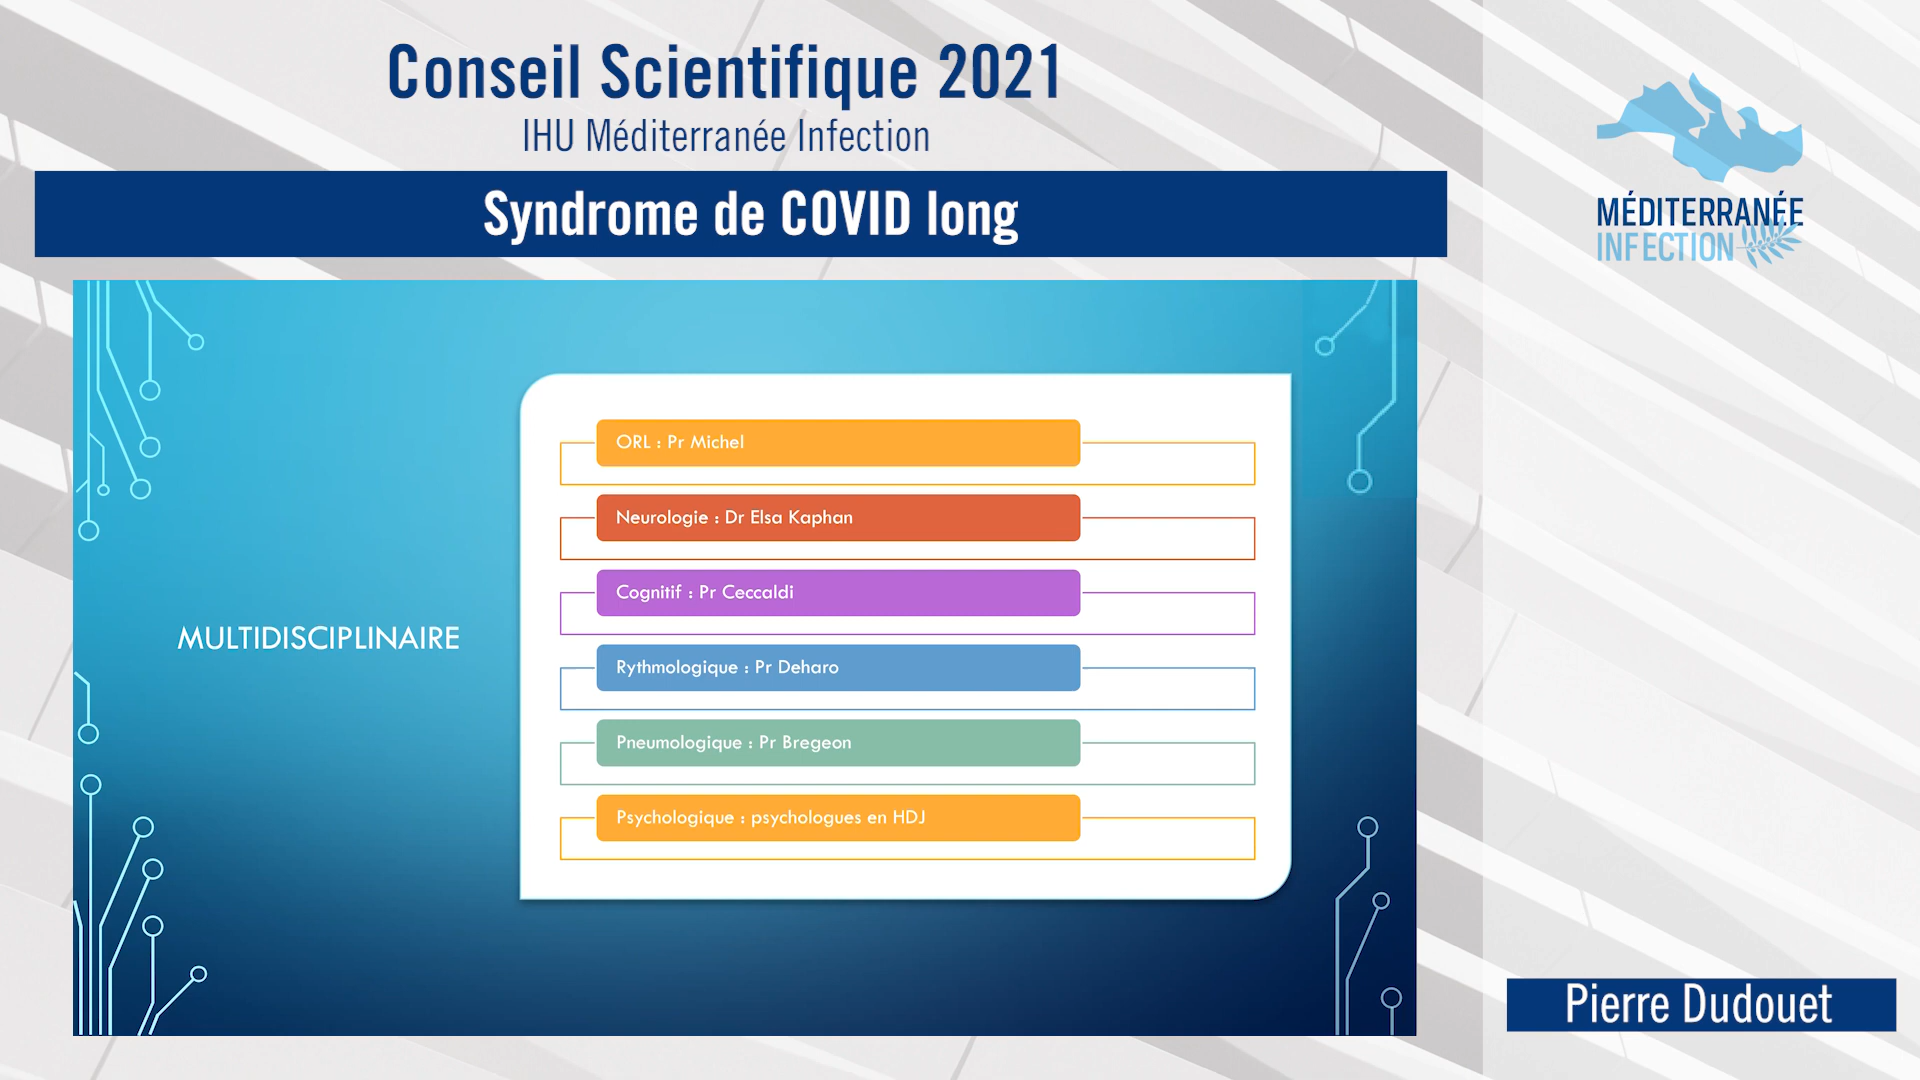 Conseil Scientifique 2021
IHU Méditerranée Infection
Syndrome de COVID long
MÉDITERRANÉE
INFECTION
MULTIDISCIPLINAIRE
ORL : Pr Michel
Neurologie : Dr Elsa Kaphan
Cognitif : Pr Ceccaldi
Rythmologique : Pr Deharo
Pneumologique : Pr Bregeon
Psychologique : psychologues en HDJ
Pierre Dudouet